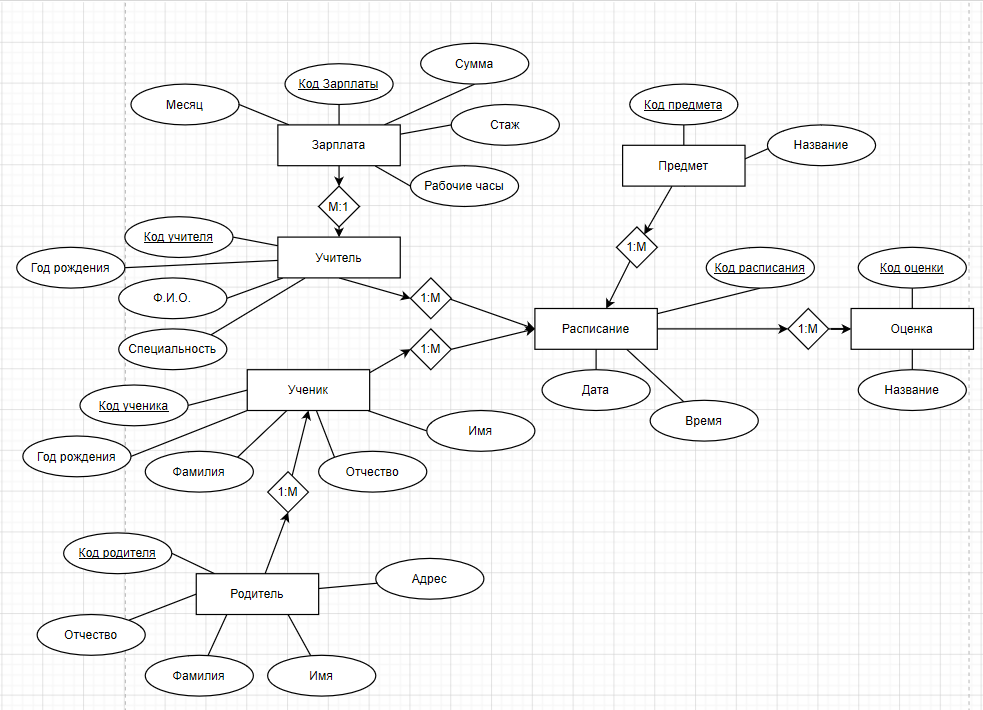 Сумма
Код Зарплаты
Месяц
Стаж
Зарплата
Рабочие часы
M:1
Код предмета
Название
Предмет
1:M
Код учителя
Учитель
Год рождения
Ф.И.О.
Специальность
1:M
1:M
Код расписания
Расписание
Дата
Время
1:M
Код оценки
Оценка
Название
Ученик
Код ученика
Год рождения
Фамилия
Отчество
Имя
1:M
Код родителя
Родитель
Адрес
Отчество
Фамилия
Имя